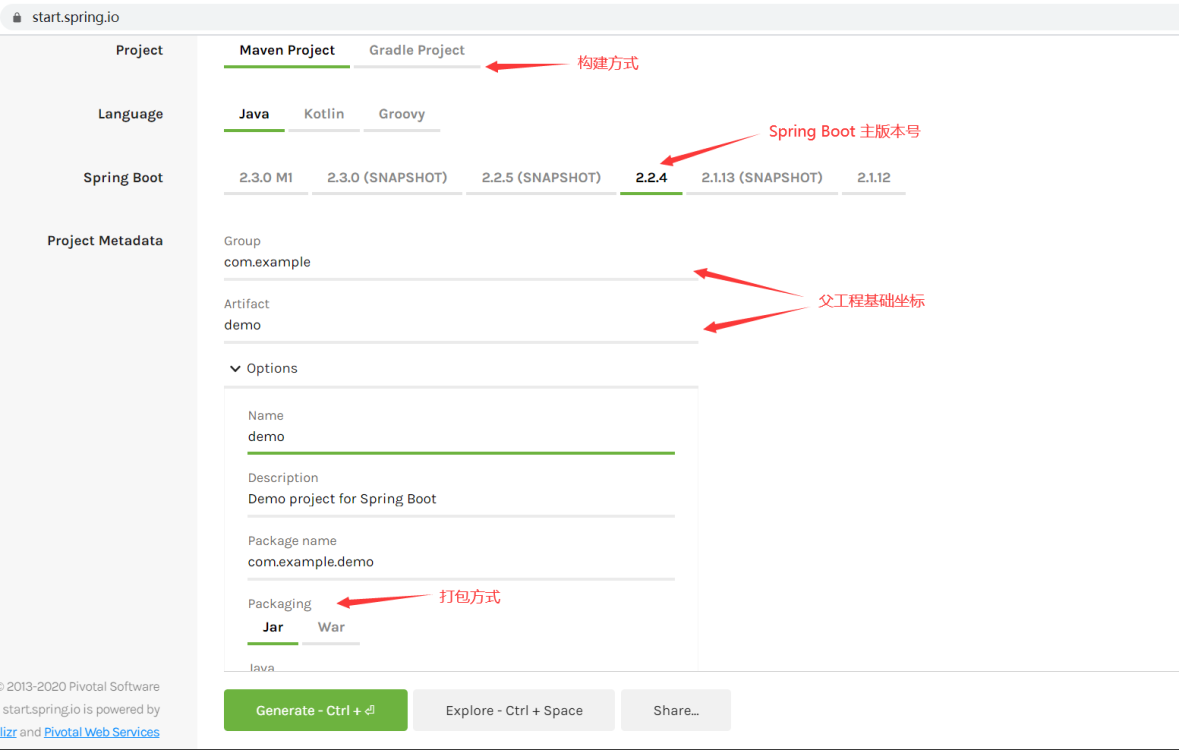 start.spring.io
Project
Maven Project Gradle Project
构建方式
Language
Java Kotlin Groovy
Spring Boot 主版本号
Spring Boot
2.3.0 M1 2.3.0 (SNAPSHOT) 2.2.5 (SNAPSHOT) 2.2.4 2.1.13 (SNAPSHOT) 2.1.12
Project Metadata
Group
com.example
父工程基础坐标
Artifact
demo
Options
Name
demo
Description
Demo project for Spring Boot
Package name
com.example.demo
Packaging
打包方式
Jar War
Java
© 2013-2020 Pivotal Software
start.spring.io is powered by
lizr and Pivotal Web Services
Generate - Ctrl + ⏎
Explore - Ctrl + Space
Share...